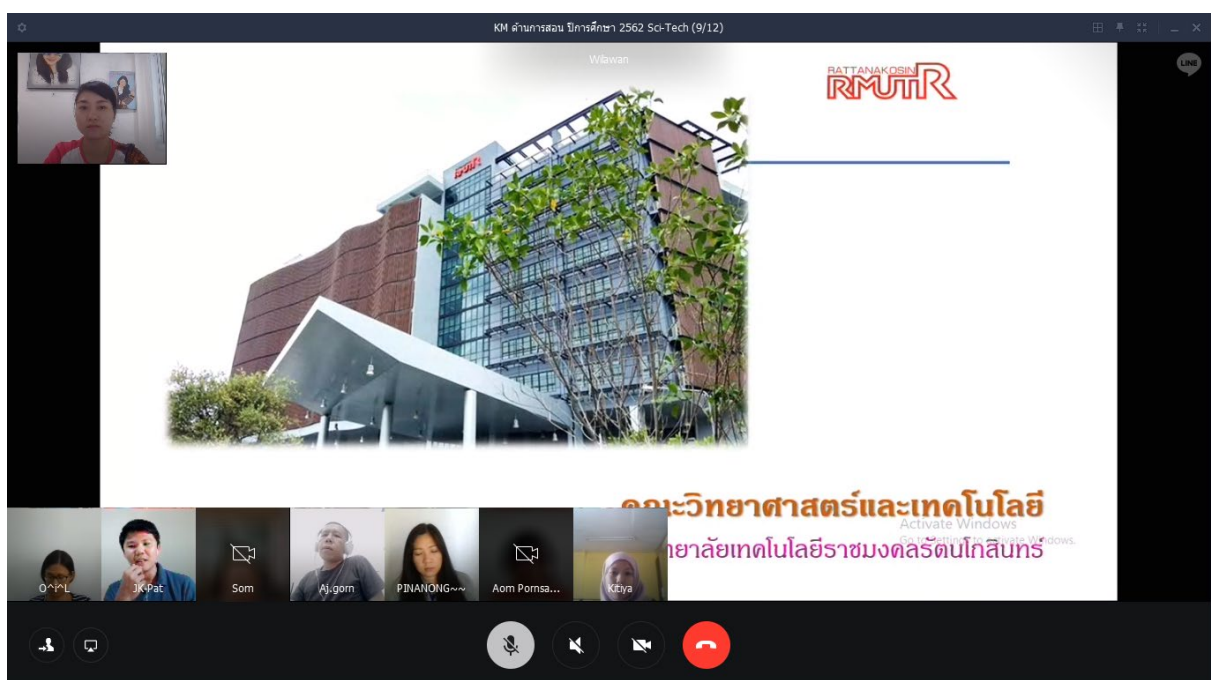 KM ด้านการสอน ปีการศึกษา 2562 Sci-Tech (9/12)
Wilawan
LINE
RATTANAKOSIN
RMUTR
RMUTR
คณะวิทยาศาสตร์และเทคโนโลยี
Activate Windows
Go to Settings to activate Windows.
ยาลัยเทคโนโลยีราชมงคลรัตนโกสินทร์
O^i^L
JK-Pat
Som
Aj.gorn
PINANONG~~
Aom Pornsa...
Kitiya